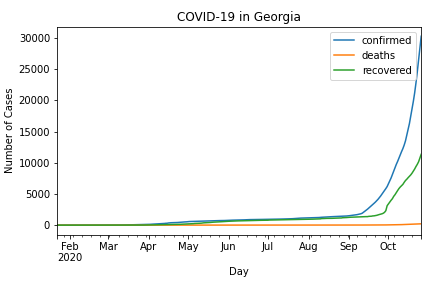 COVID-19 in Georgia
confirmed
deaths
recovered
Number of Cases
30000
25000
20000
15000
10000
5000
0
Feb Mar Apr May Jun Jul Aug Sep Oct
2020
Day